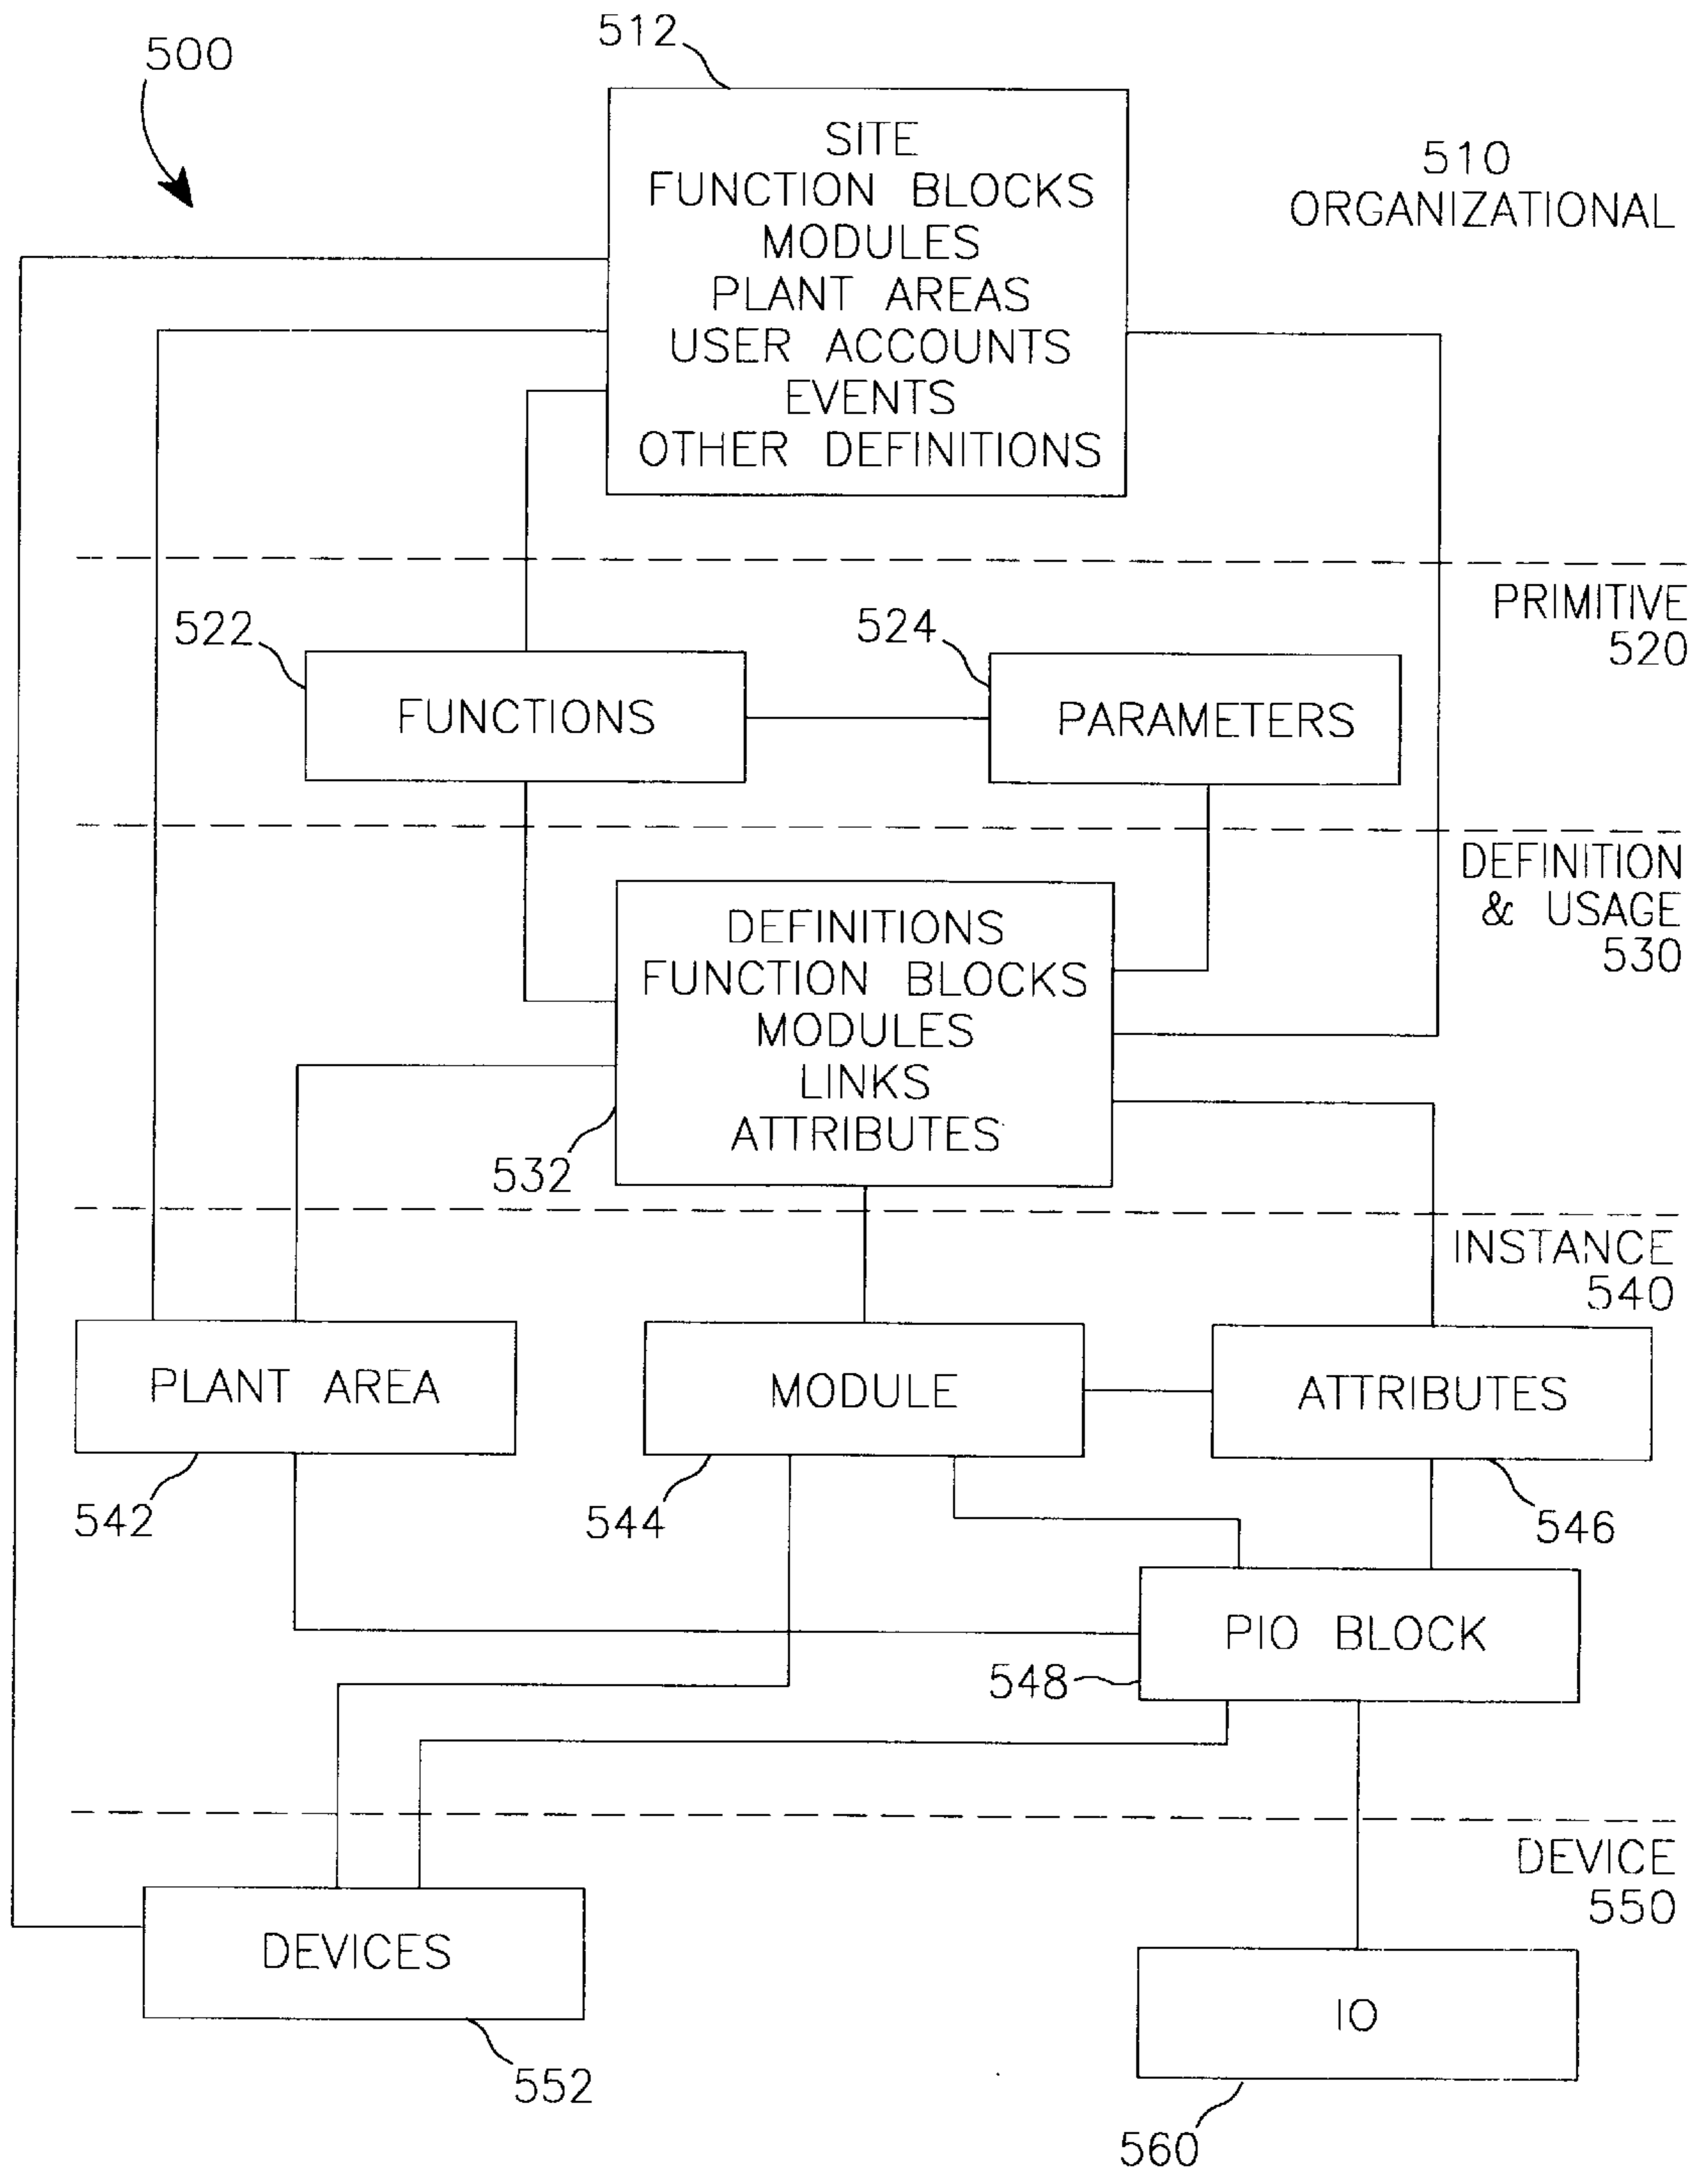 512
500
SITE
FUNCTION BLOCKS
MODULES
PLANT AREAS
USER ACCOUNTS
EVENTS
OTHER DEFINITIONS
510
ORGANIZATIONAL
PRIMITIVE
520
522
524
FUNCTIONS
PARAMETERS
DEFINITION
& USAGE
530
DEFINITIONS
FUNCTION BLOCKS
MODULES
LINKS
ATTRIBUTES
532
INSTANCE
540
PLANT AREA
MODULE
ATTRIBUTES
542
544
546
PIO BLOCK
548
DEVICE
550
DEVICES
IO
552
560